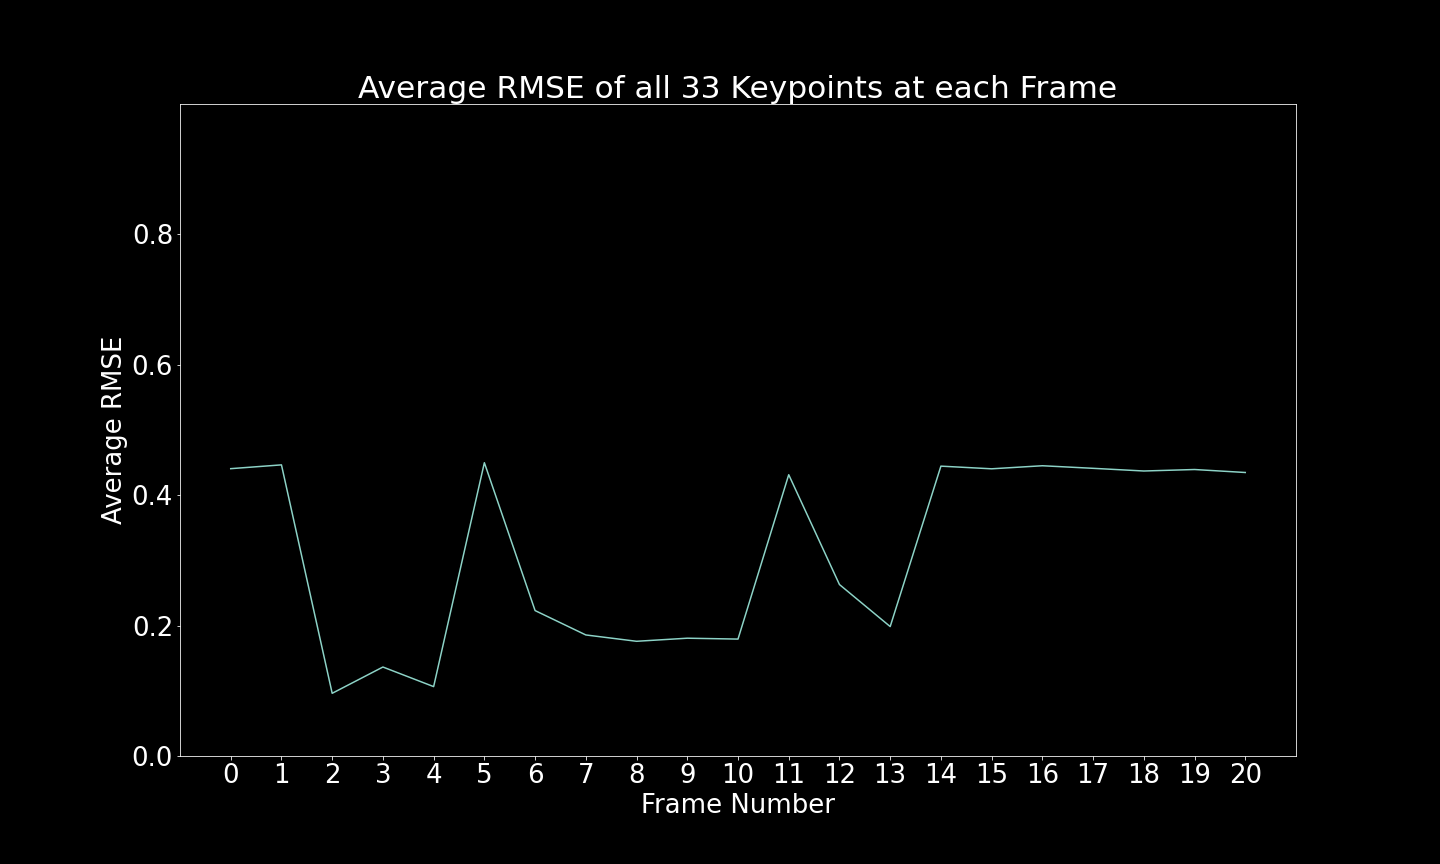 Average RMSE of all 33 Keypoints at each Frame
Average RMSE
0.8
0.6
0.4
0.2
0.0
0 1 2 3 4 5 6 7 8 9 10 11 12 13 14 15 16 17 18 19 20
Frame Number